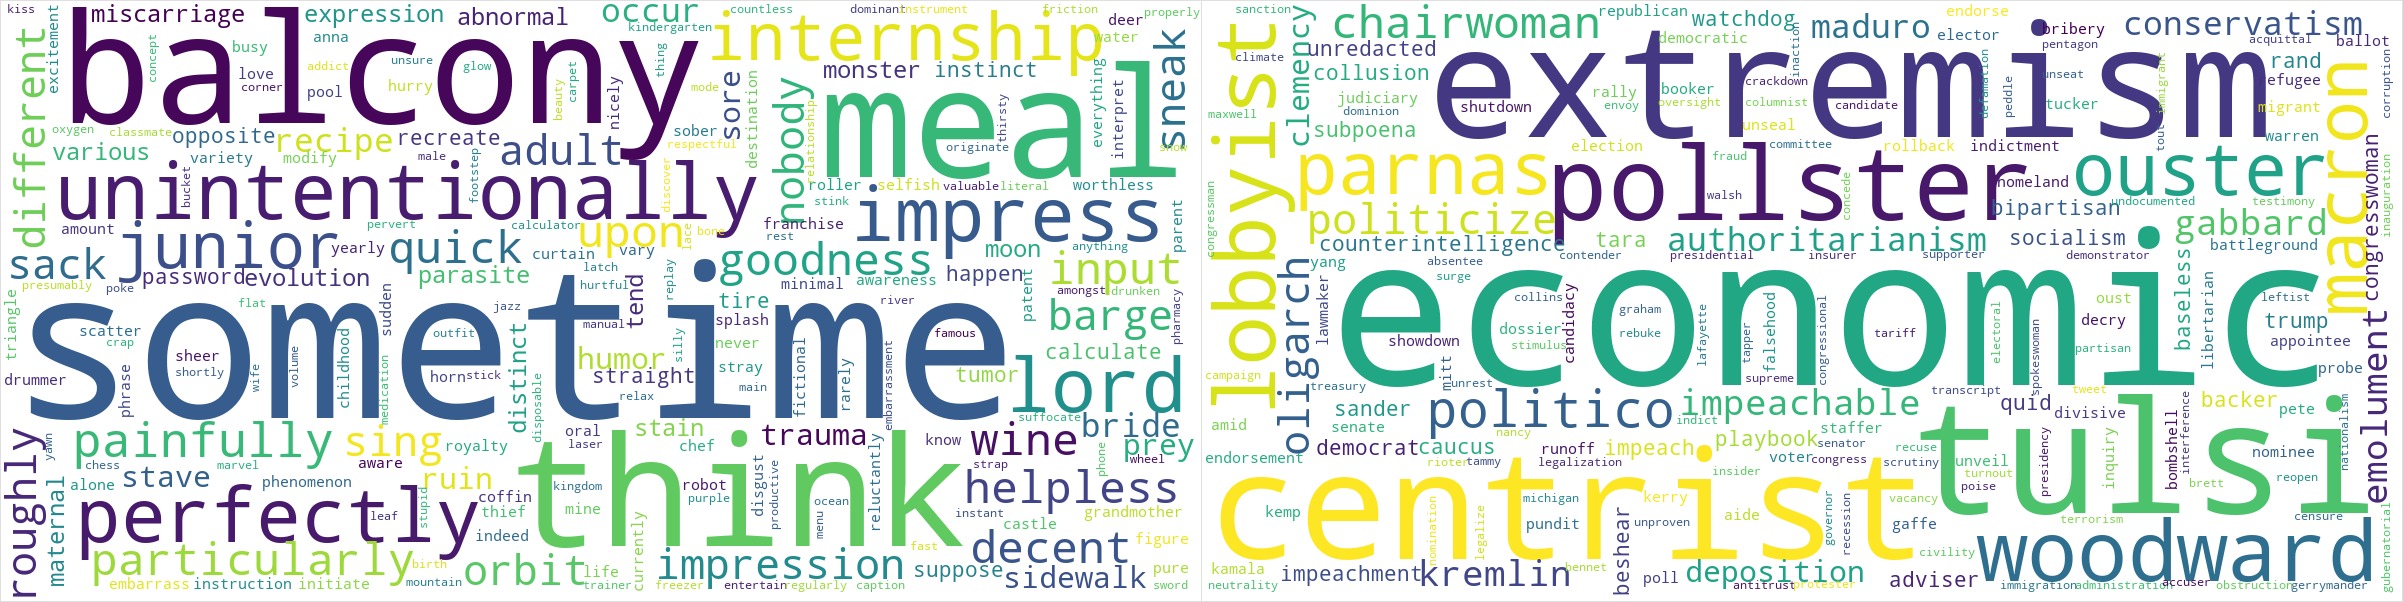 kiss
miscarriage
expression
abnormal
occur
countless
dominant
instrument
friction
deer
properly
different
excitement
balcony
anna
kindergarten
internship
water
sneak
busy
concept
love
corner
addict
unsure
glow
hurry
pool
beauty
carpet
thing
nicely
mode
sore
monster
instinct
everything
destination
nobody
meal
thirsty
interpret
originate
show
relationship
oxygen
classmate
opposite
recipe
recreate
sober
respectful
various
variety
modify
male
adult
footstep
discover
bucket
unintentionally
roller
selfish
valuable
literal
worthless
stink
impress
parent
amount
pervert
calculator
franchise
rest
junior
yearly
quick
curtain
upon
vary
lace
bone
goodness
moon
anything
sack
password
evolution
parasite
latch
hurtful
replay
happen
input
minimal
awareness
presumably
poke
sudden
flat
jazz
manual
tend
tire
splash
river
amongst
drunken
patent
pharmacy
triangle
scatter
crap
sometime
sheer
shortly
wife
volume
childhood
medication
outfit
distinct
humor
silly
never
famous
barge
calculate
drummer
phrase
horn
stick
straight
relax
disposable
stray
main
fictional
rarely
embarrassment
tumor
lord
suffocate
roughly
yawn
painfully
sing
royalty
oral
laser
stain
chef
trauma
know
wine
bride
prey
reluctantly
chess
marvel
aware
think
strap
phone
wheel
maternal
alone
stave
phenomenon
ruin
coffin
kingdom
robot
purple
disgust
productive
ocean
menu
helpless
perfectly
leaf
stupid
thief
mine
currently
instant
castle
grandmother
indeed
particularly
birth
orbit
life
impression
fast
suppose
decent
figure
embarrass
instruction
initiate
mountain
trainer
freezer
entertain
regularly
caption
sidewalk
pure
sword
sanction
chairwoman
republican
watchdog
maduro
endorse
bribery
conservatism
climate
clemency
unredacted
democratic
elector
pentagon
acquittal
ballot
collusion
extremism
inaction
rand
refugee
macron
corruption
maxwell
lobbyist
judiciary
dominion
shutdown
rally
envoy
booker
oversight
crackdown
columnist
candidate
defamation
peddle
unseat
tucker
immigrant
tout
migrant
subpoena
unseal
warren
parnas
election
committee
rollback
indictment
fraud
pollster
walsh
concede
homeland
ouster
congresswoman
inauguration
congressman
politicize
bipartisan
undocumented
testimony
gabbard
counterintelligence
tara
authoritarianism
socialism
battleground
oligarch
yang
absentee
surge
contender
presidential
insurer
supporter
demonstrator
baseless
lawmaker
economic
collins
dossier
stimulus
showdown
candidacy
graham
rebuke
lafayette
tapper
falsehood
congressional
tariff
electoral
spokeswoman
oust
decry
partisan
libertarian
leftist
trump
appointee
probe
emolument
campaign
treasury
mitt
unrest
supreme
transcript
tweet
amid
sander
senate
politico
impeachable
quid
divisive
backer
pete
nancy
indict
staffer
endorsement
democrat
caucus
runoff
legalization
impeach
playbook
senator
voter
congress
recuse
scrutiny
tulsi
presidency
inquiry
bombshell
interference
nominee
nationalism
rioter
tammy
insider
unveil
turnout
poise
brett
reopen
kemp
centrist
nomination
legalize
michigan
pundit
kerry
unproven
aide
governor
recession
vacancy
gaffe
terrorism
censure
gubernatorial
beshear
civility
woodward
kamala
neutrality
impeachment
kremlin
bennet
poll
deposition
antitrust
protester
adviser
immigration
administration
accuser
obstruction
gerrymander